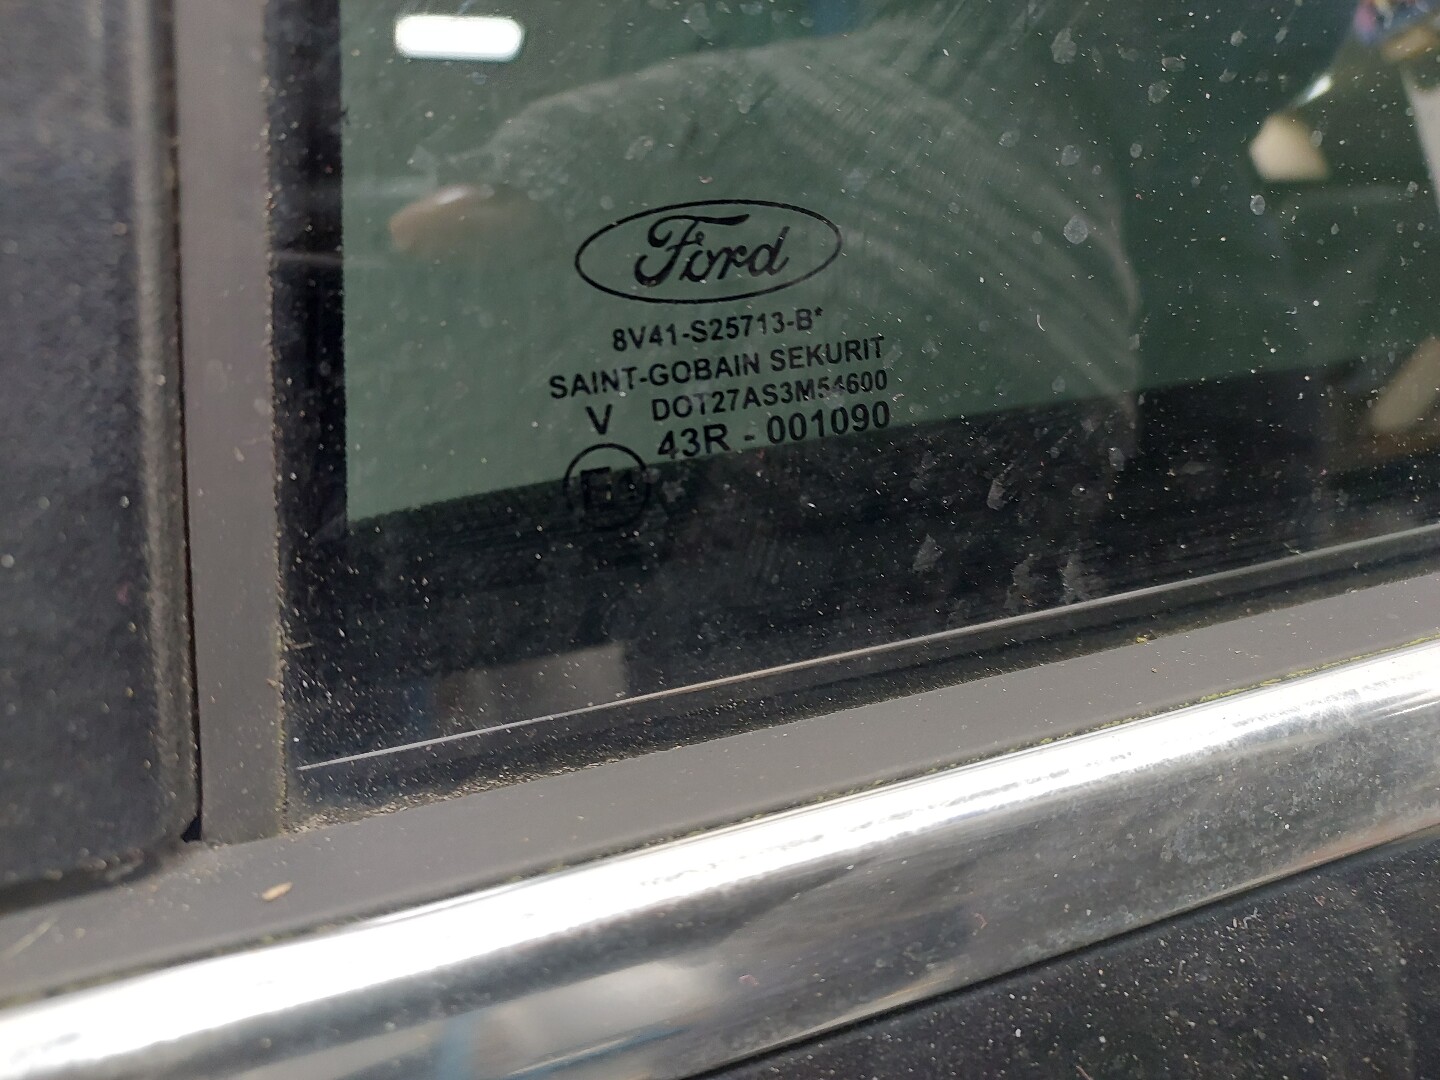 Ford
8V41-S25713-B*
SAINT-GOBAIN SEKURIT
V DOT27AS3M54600
43R - 001090